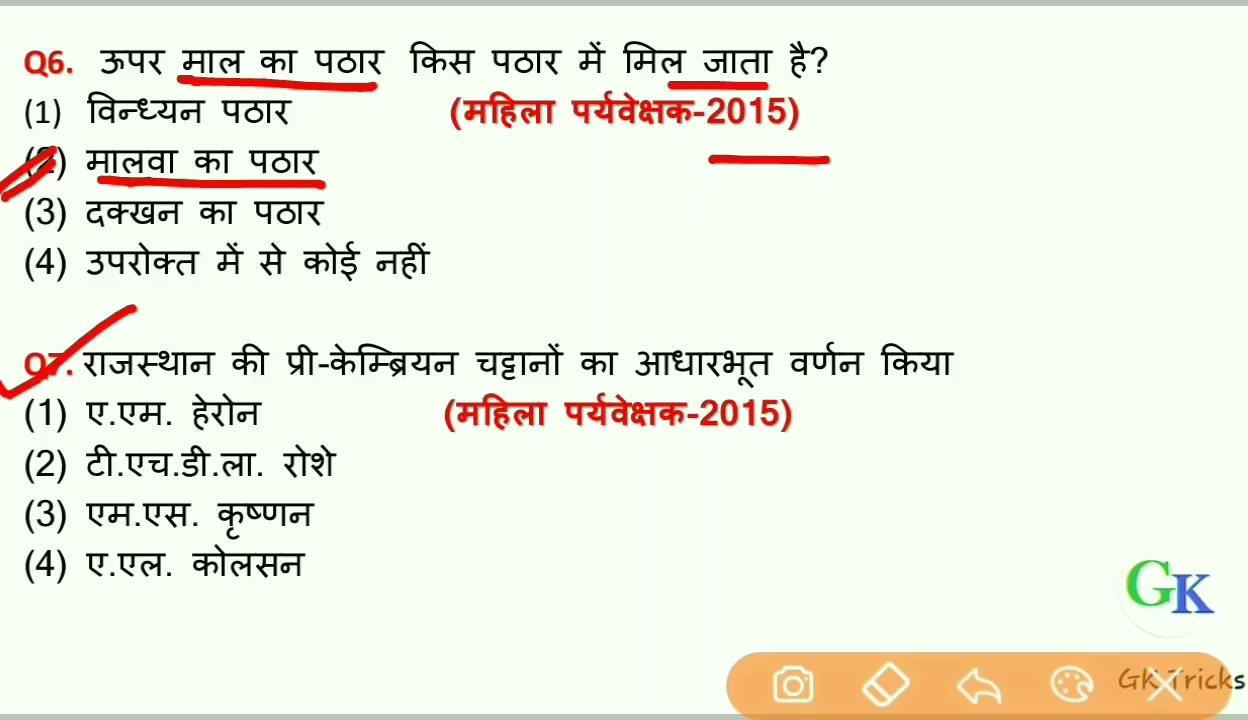 Q6. ऊपर माल का पठार किस पठार में मिल जाता है?
(1) विन्ध्यन पठार (महिला पर्यवेक्षक-2015)
(2) मालवा का पठार
(3) दक्खन का पठार
(4) उपरोक्त में से कोई नहीं
Q7. राजस्थान की प्री-केम्ब्रियन चट्टानों का आधारभूत वर्णन किया
(1) ए.एम. हेरोन (महिला पर्यवेक्षक-2015)
(2) टी.एच.डी.ला. रोशे
(3) एम.एस. कृष्णन
(4) ए.एल. कोलसन
GK
GK Tricks